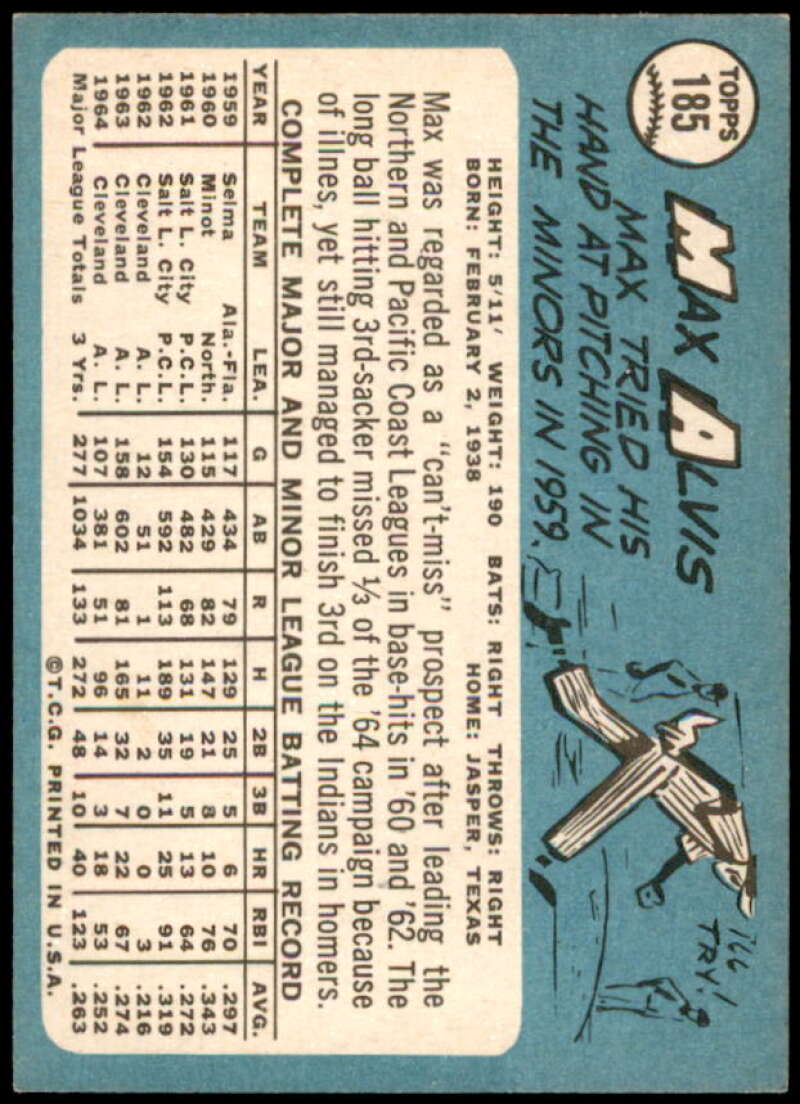 TOPPS
185
MAX ALVIS
MAX TRIED HIS
HAND AT PITCHING IN
THE MINORS IN 1959.
I'LL
TRY!
HEIGHT: 5'11' WEIGHT: 190 BATS: RIGHT THROWS: RIGHT
BORN: FEBRUARY 2, 1938 HOME: JASPER, TEXAS
Max was regarded as a "can't-miss" prospect after leading the
Northern and Pacific Coast Leagues in base-hits in '60 and '62. The
long ball hitting 3rd-sacker missed ⅓ of the '64 campaign because
of illnes, yet still managed to finish 3rd on the Indians in homers.
COMPLETE MAJOR AND MINOR LEAGUE BATTING RECORD
YEAR TEAM LEA. G AB R H 2B 3B HR RBI AVG.
1959 Selma Ala.-Fla. 117 434 79 129 25 5 6 70 .297
1960 Minot North. 115 429 82 147 21 8 10 76 .343
1961 Salt L. City P.C.L. 130 482 68 131 19 5 13 64 .272
1962 Salt L. City P.C.L. 154 592 113 189 35 11 25 91 .319
1962 Cleveland A. L. 12 51 1 11 2 0 0 3 .216
1963 Cleveland A. L. 158 602 81 165 32 7 22 67 .274
1964 Cleveland A. L. 107 381 51 96 14 3 18 53 .252
Major League Totals 3 Yrs. 277 1034 133 272 48 10 40 123 .263
©T.C.G. PRINTED IN U.S.A.